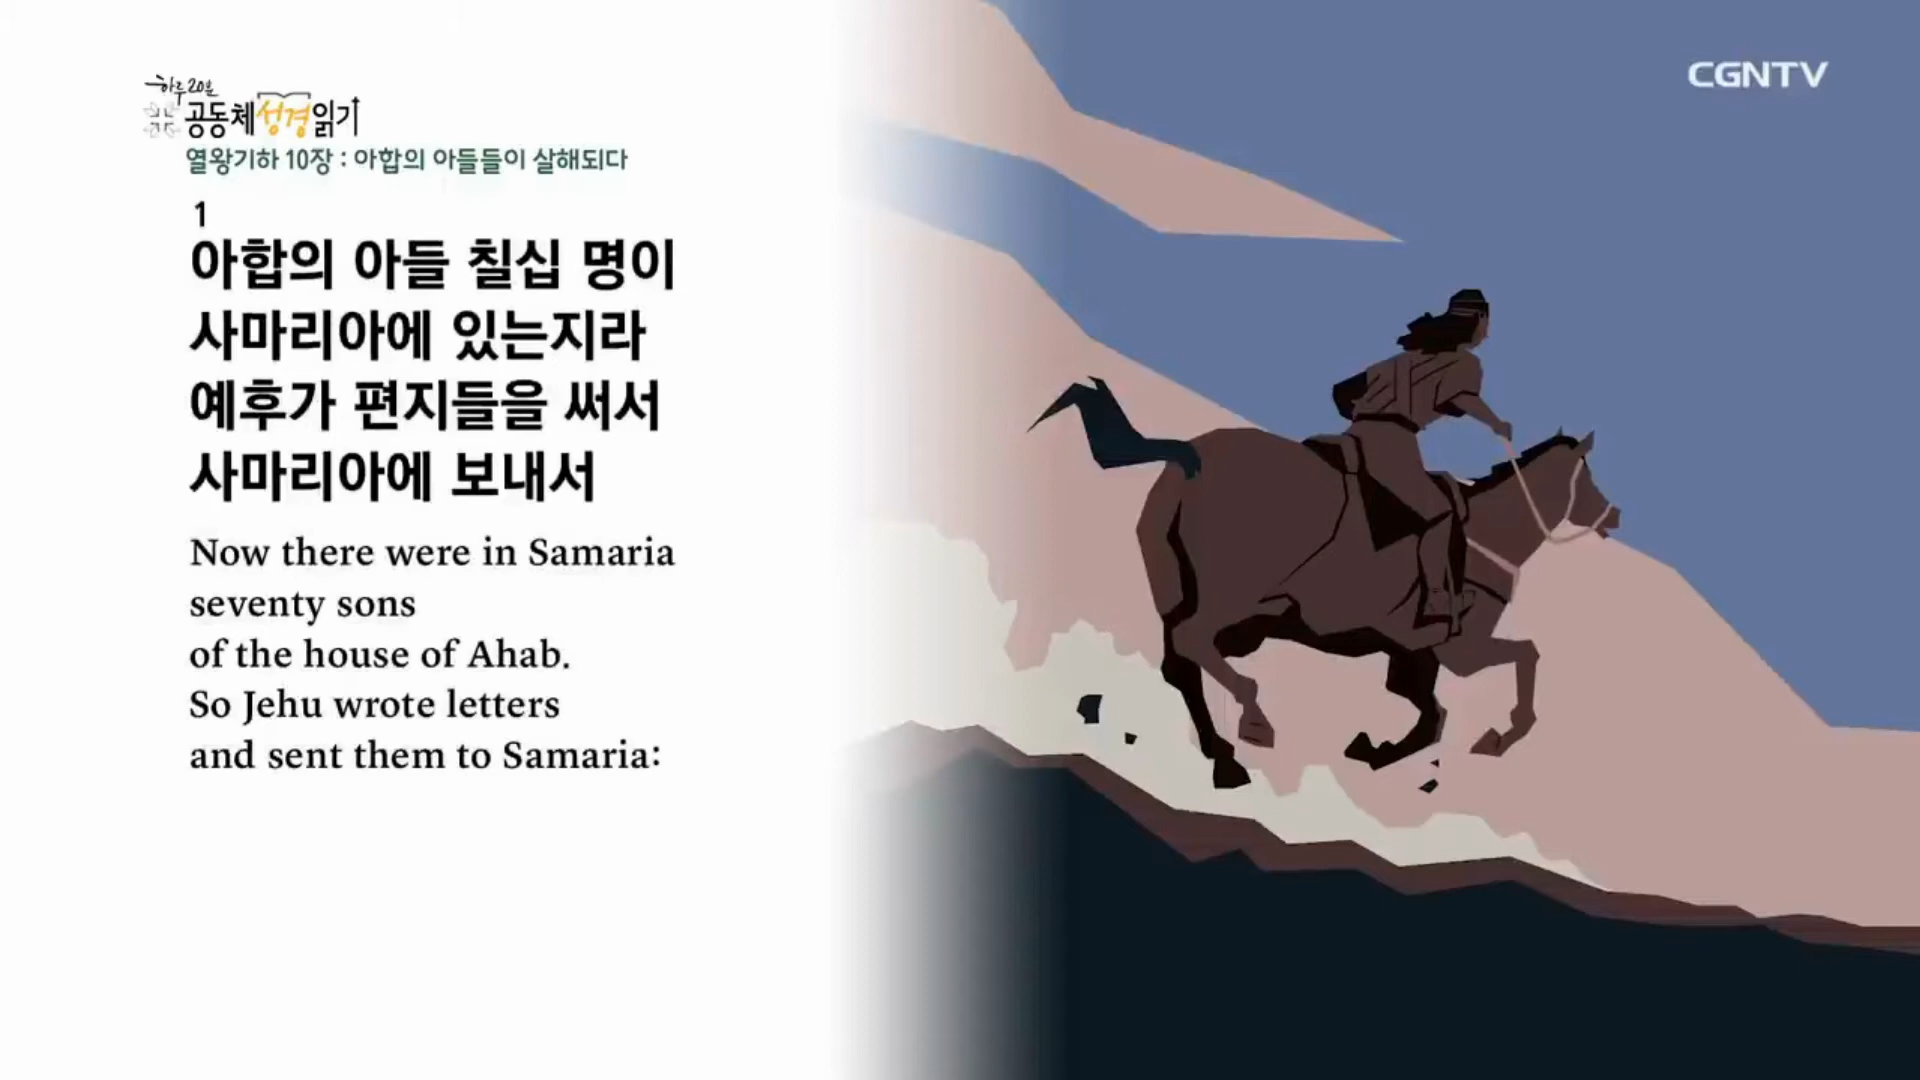 하루 20분
공동체성경읽기
CGNTV
열왕기하 10장 : 아합의 아들들이 살해되다
1
아합의 아들 칠십 명이
사마리아에 있는지라
예후가 편지들을 써서
사마리아에 보내서
Now there were in Samaria
seventy sons
of the house of Ahab.
So Jehu wrote letters
and sent them to Samaria: